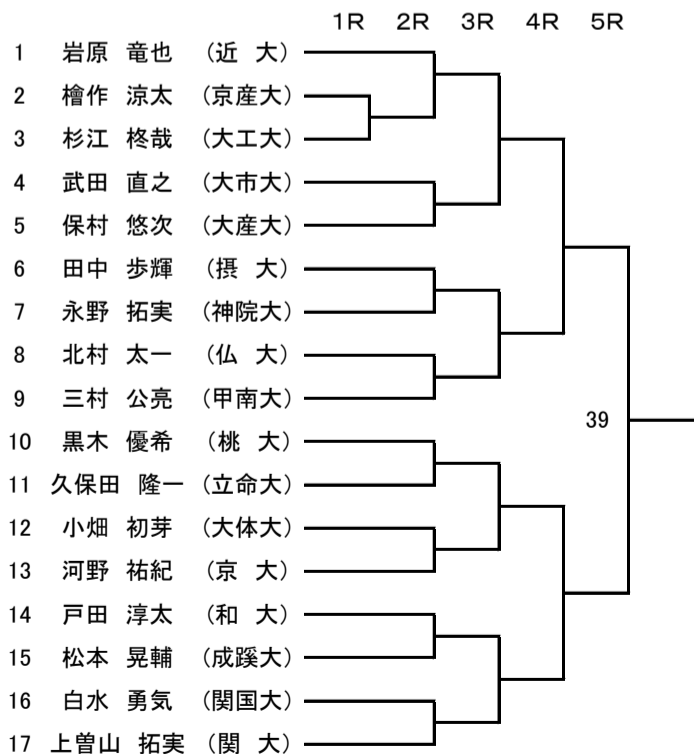 1R 2R 3R 4R 5R
1 岩原 竜也 (近 大)
2 檜作 涼太 (京産大)
3 杉江 柊哉 (大工大)
4 武田 直之 (大市大)
5 保村 悠次 (大産大)
6 田中 歩輝 (摂 大)
7 永野 拓実 (神院大)
8 北村 太一 (仏 大)
9 三村 公亮 (甲南大)
39
10 黒木 優希 (桃 大)
11 久保田 隆一 (立命大)
12 小畑 初芽 (大体大)
13 河野 祐紀 (京 大)
14 戸田 淳太 (和 大)
15 松本 晃輔 (成蹊大)
16 白水 勇気 (関国大)
17 上曽山 拓実 (関 大)